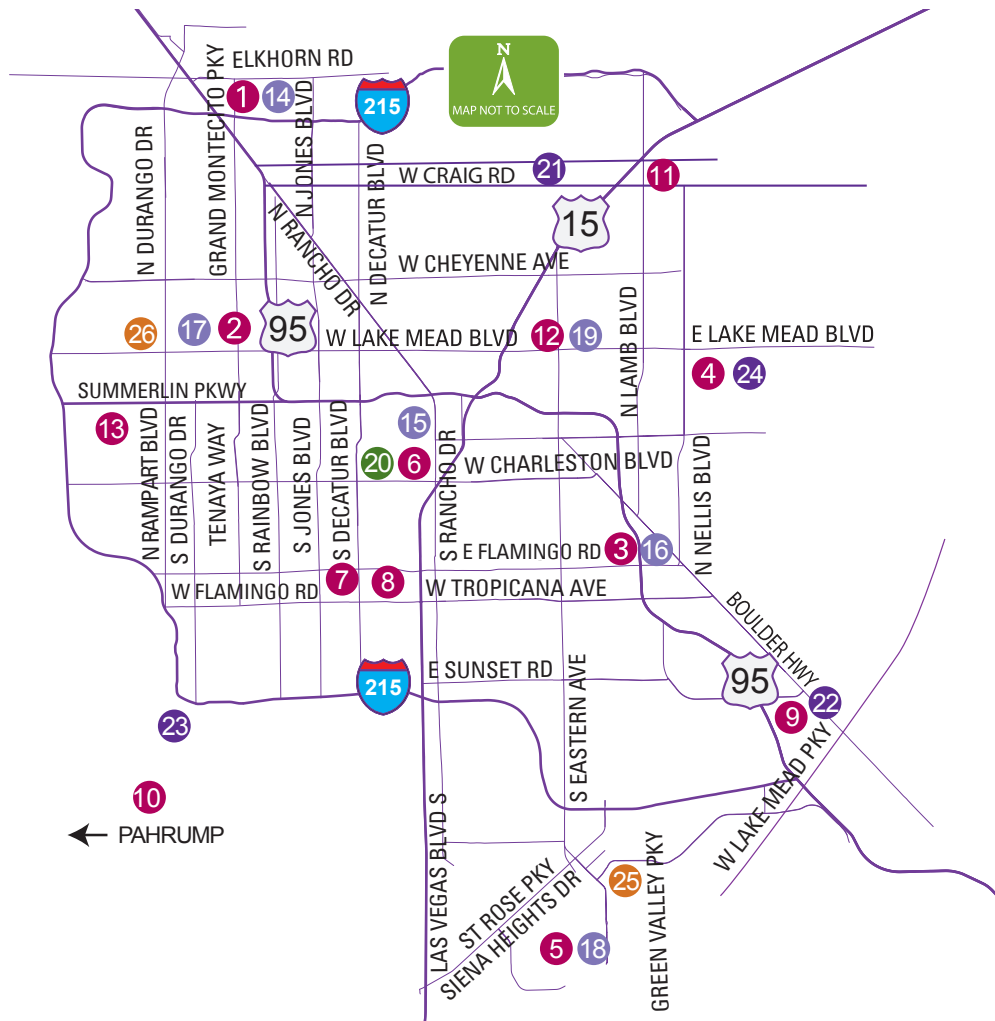 ELKHORN RD
N
MAP NOT TO SCALE
GRAND MONTECITO PKY
1
14
N JONES BLVD
215
N DURANGO DR
N DECATUR BLVD
W CRAIG RD
21
11
N RANCHO DR
15
W CHEYENNE AVE
26
17
2
95
W LAKE MEAD BLVD
12
19
N LAMB BLVD
E LAKE MEAD BLVD
4
24
SUMMERLIN PKWY
13
N RAMPART BLVD
S DURANGO DR
TENAYA WAY
S RAINBOW BLVD
S JONES BLVD
S DECATUR BLVD
15
20
6
S RANCHO DR
W CHARLESTON BLVD
N NELLIS BLVD
E FLAMINGO RD
3
16
7
8
W FLAMINGO RD
W TROPICANA AVE
BOULDER HWY
215
E SUNSET RD
95
S EASTERN AVE
23
9
22
W LAKE MEAD PKY
10
PAHRUMP
LAS VEGAS BLVD S
ST ROSE PKY
SIENA HEIGHTS DR
25
GREEN VALLEY PKY
5
18